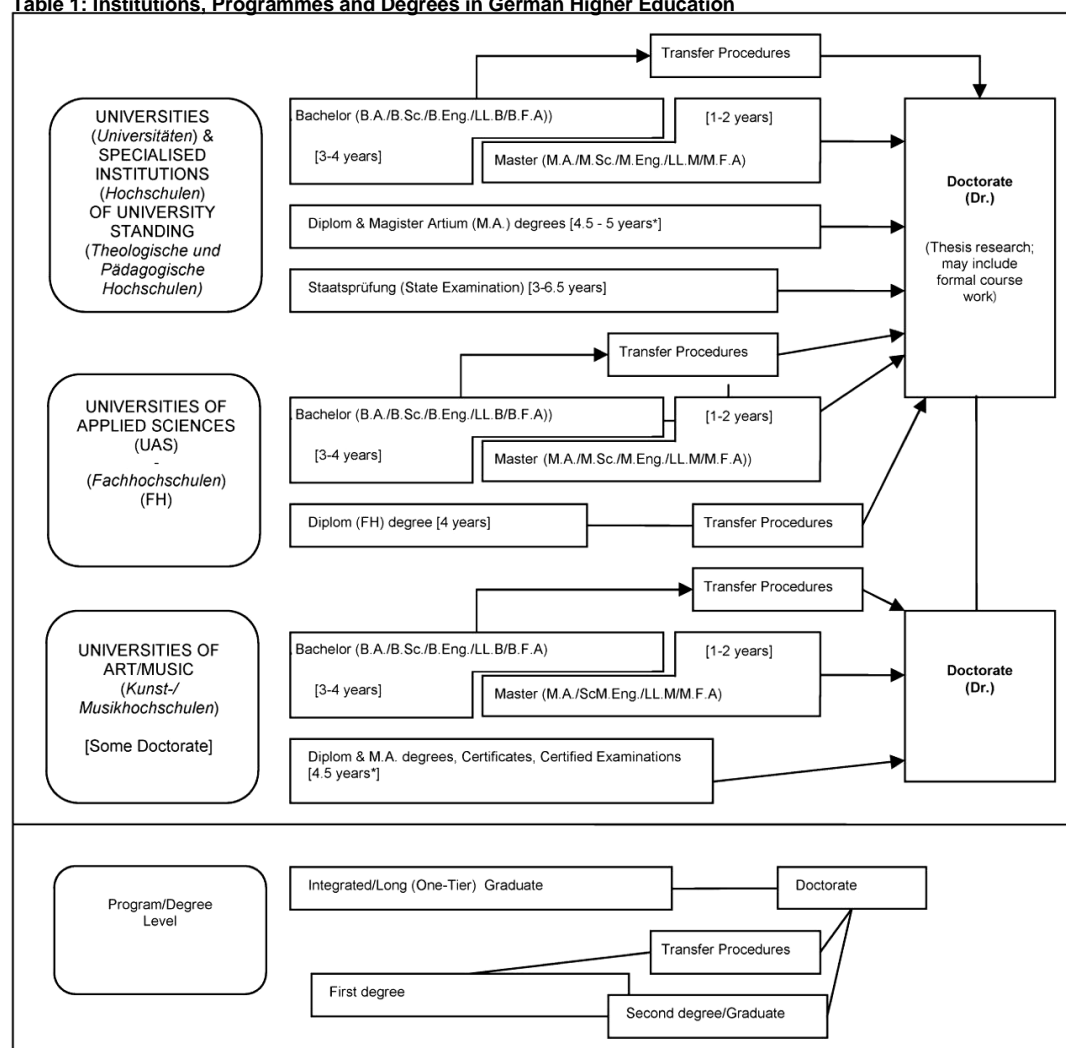 Table 1: Institutions, Programmes and Degrees in German Higher Education
Transfer Procedures
UNIVERSITIES
(Universitäten) &
SPECIALISED
INSTITUTIONS
(Hochschulen)
OF UNIVERSITY
STANDING
(Theologische und
Pädagogische
Hochschulen)
Bachelor (B.A./B.Sc./B.Eng./LL.B/B.F.A))
[3-4 years]
[1-2 years]
Master (M.A./M.Sc./M.Eng./LL.M/M.F.A)
Diplom & Magister Artium (M.A.) degrees [4.5 - 5 years*]
Staatsprüfung (State Examination) [3-6.5 years]
Doctorate
(Dr.)
(Thesis research;
may include
formal course
work)
Transfer Procedures
UNIVERSITIES OF
APPLIED SCIENCES
(UAS)
-
(Fachhochschulen)
(FH)
Bachelor (B.A./B.Sc./B.Eng./LL.B/B.F.A))
[3-4 years]
[1-2 years]
Master (M.A./M.Sc./M.Eng./LL.M/M.F.A))
Diplom (FH) degree [4 years]
Transfer Procedures
Transfer Procedures
UNIVERSITIES OF
ART/MUSIC
(Kunst-/
Musikhochschulen)
[Some Doctorate]
Bachelor (B.A./B.Sc./B.Eng./LL.B/B.F.A)
[3-4 years]
[1-2 years]
Master (M.A./ScM.Eng./LL.M/M.F.A)
Diplom & M.A. degrees, Certificates, Certified Examinations
[4.5 years*]
Doctorate
(Dr.)
Program/Degree
Level
Integrated/Long (One-Tier) Graduate
Doctorate
Transfer Procedures
First degree
Second degree/Graduate